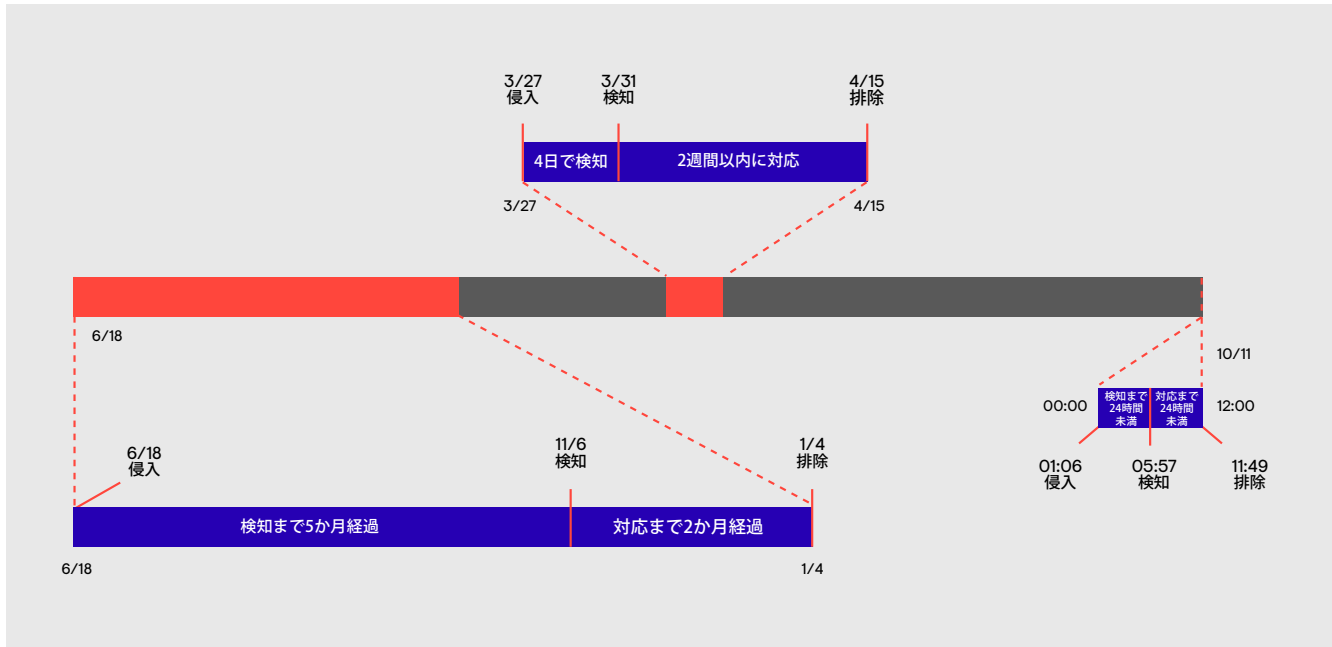 3/27
侵入
3/31
検知
4/15
排除
4日で検知
2週間以内に対応
3/27
4/15
6/18
10/11
00:00
検知まで
24時間
未満
対応まで
24時間
未満
12:00
01:06
侵入
05:57
検知
11:49
排除
6/18
侵入
11/6
検知
1/4
排除
検知まで5か月経過
対応まで2か月経過
6/18
1/4